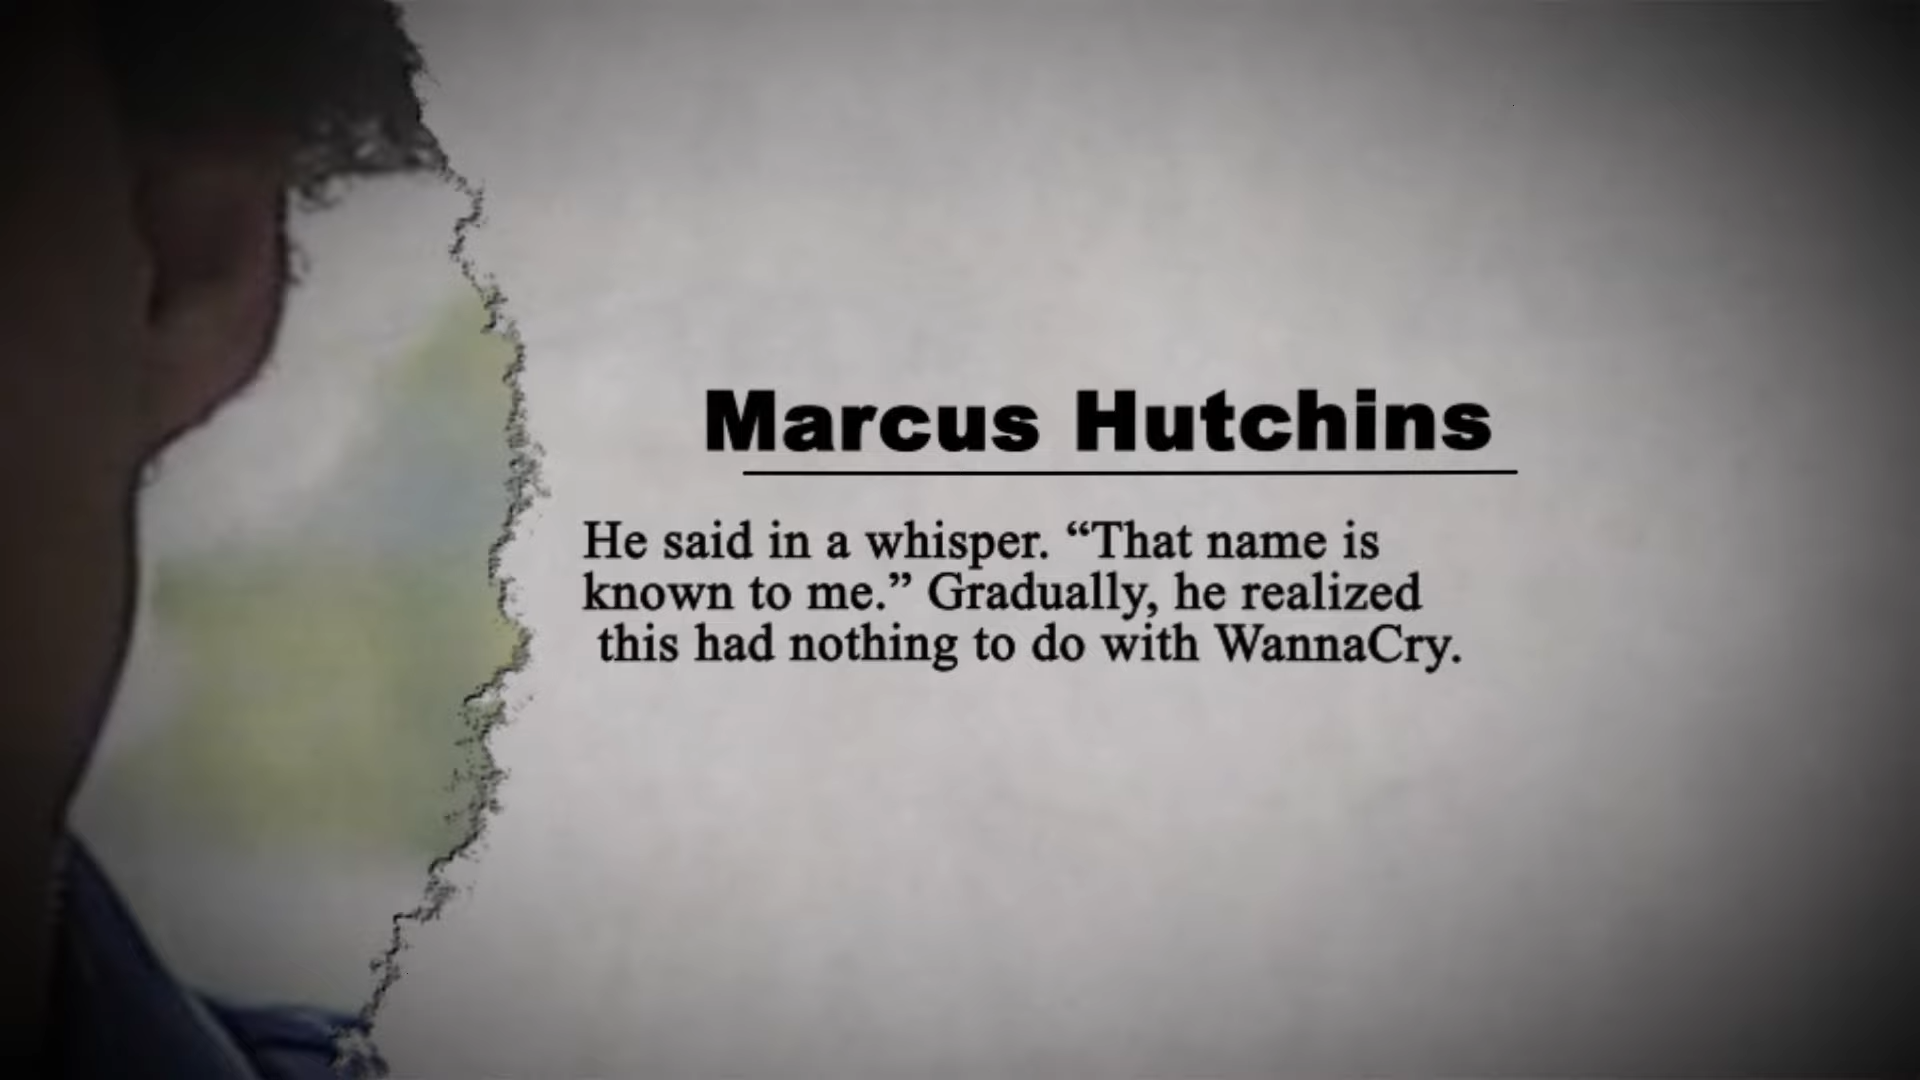 Marcus Hutchins
He said in a whisper. “That name is
known to me.” Gradually, he realized
this had nothing to do with WannaCry.